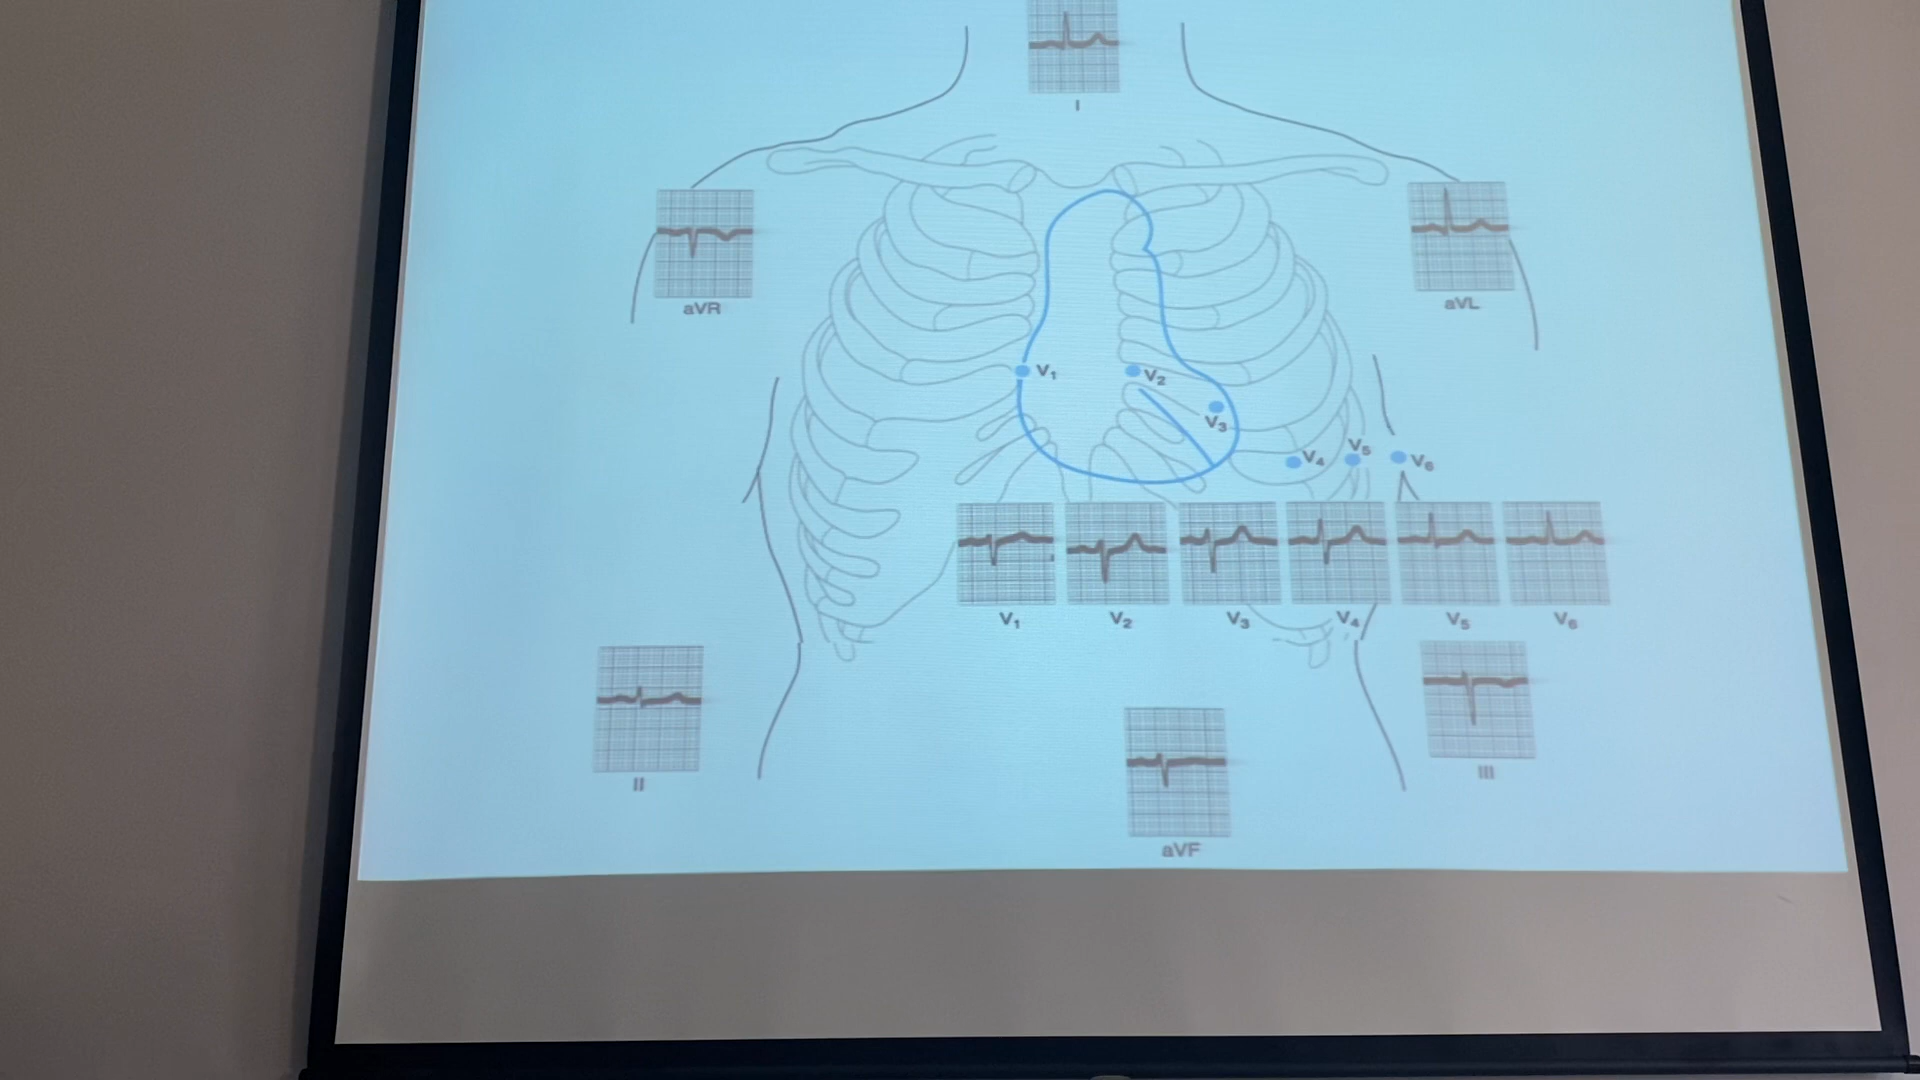 I
aVR
aVL
V₁
V₂
V₃
V₄
V₅
V₆
V₁ V₂ V₃ V₄ V₅ V₆
II
III
aVF